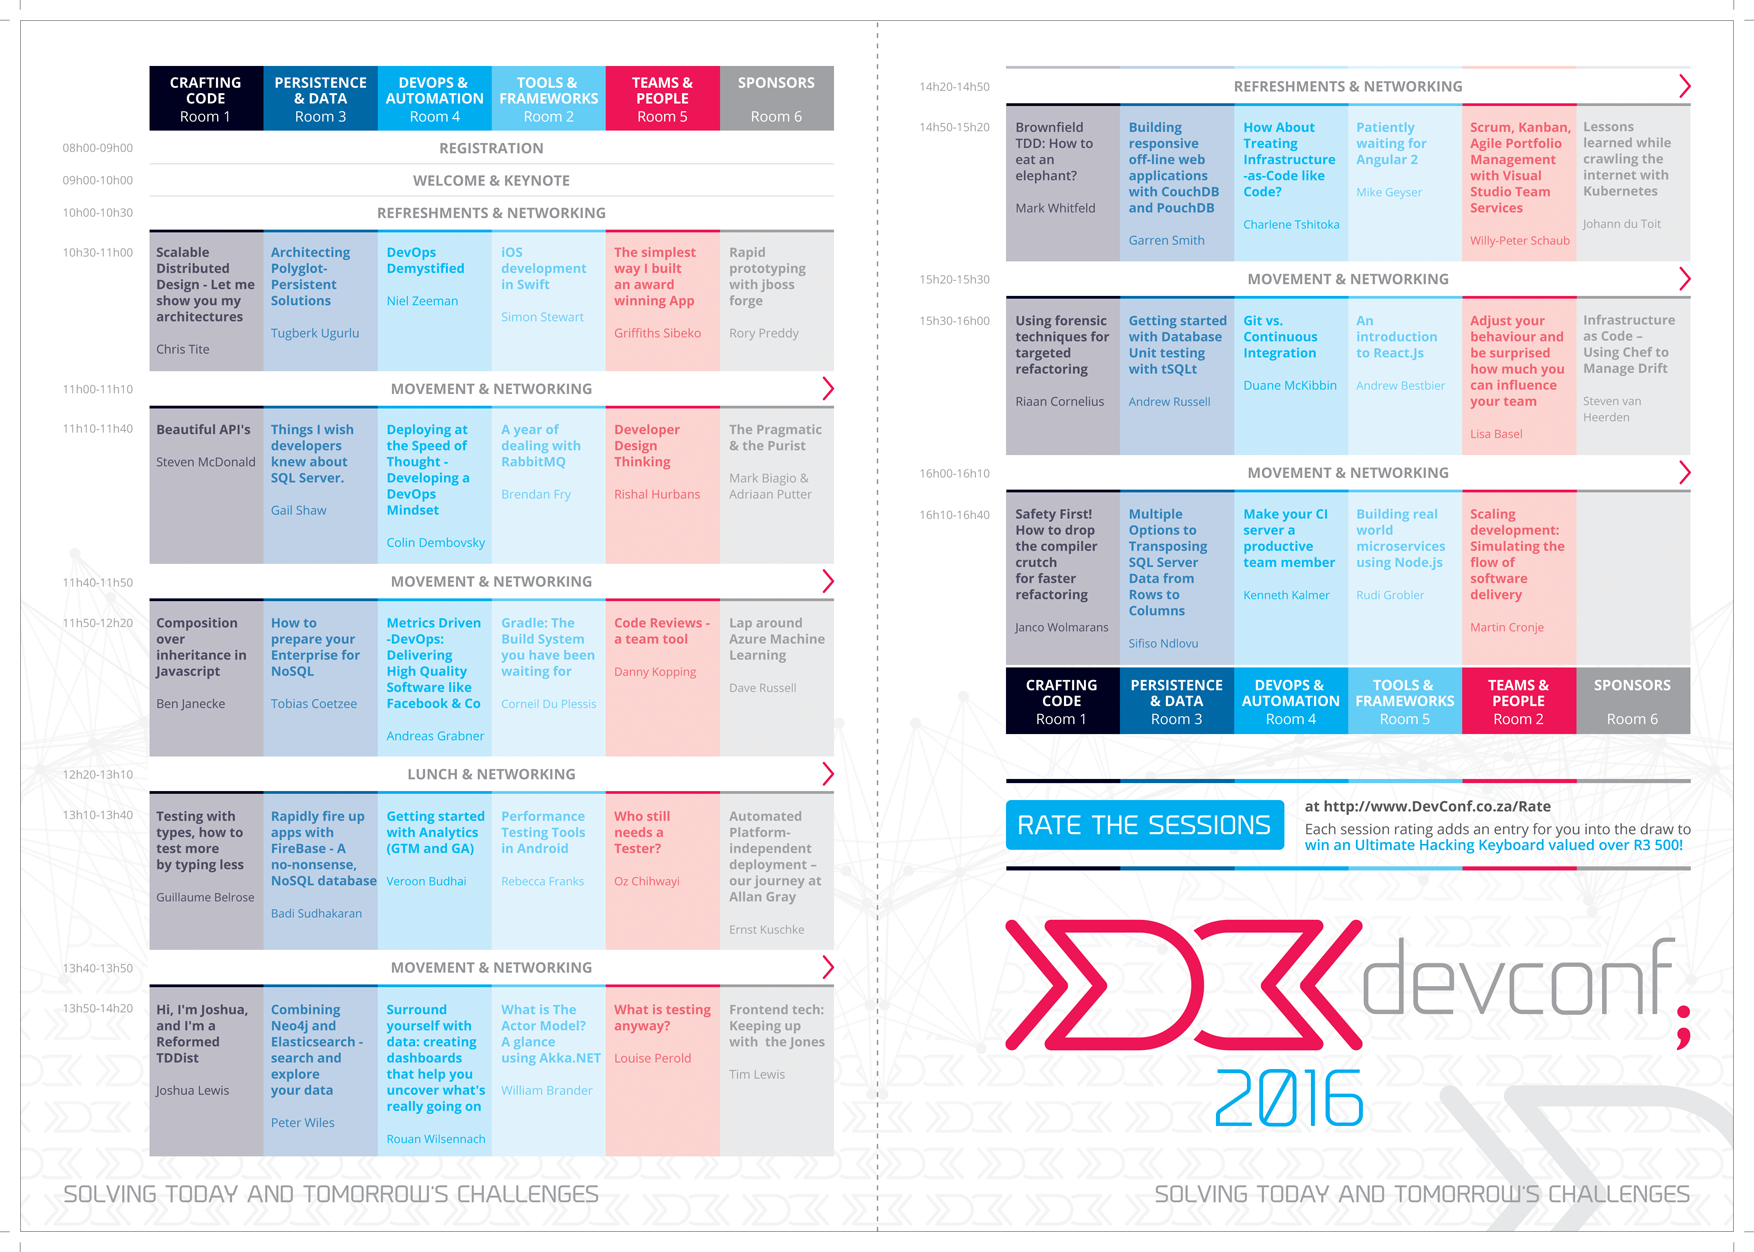 CRAFTING
CODE
Room 1
PERSISTENCE
& DATA
Room 3
DEVOPS &
AUTOMATION
Room 4
TOOLS &
FRAMEWORKS
Room 2
TEAMS &
PEOPLE
Room 5
SPONSORS
Room 6
08h00-09h00
REGISTRATION
09h00-10h00
WELCOME & KEYNOTE
10h00-10h30
REFRESHMENTS & NETWORKING
10h30-11h00
Scalable
Distributed
Design - Let me
show you my
architectures
Chris Tite
Architecting
Polyglot-
Persistent
Solutions
Tugberk Ugurlu
DevOps
Demystified
Niel Zeeman
iOS
development
in Swift
Simon Stewart
The simplest
way I built
an award
winning App
Griffiths Sibeko
Rapid
prototyping
with jboss
forge
Rory Preddy
11h00-11h10
MOVEMENT & NETWORKING
11h10-11h40
Beautiful API's
Steven McDonald
Things I wish
developers
knew about
SQL Server.
Gail Shaw
Deploying at
the Speed of
Thought -
Developing a
DevOps
Mindset
Colin Dembovsky
A year of
dealing with
RabbitMQ
Brendan Fry
Developer
Design
Thinking
Rishal Hurbans
The Pragmatic
& the Purist
Mark Biagio &
Adriaan Putter
11h40-11h50
MOVEMENT & NETWORKING
11h50-12h20
Composition
over
inheritance in
Javascript
Ben Janecke
How to
prepare your
Enterprise for
NoSQL
Tobias Coetzee
Metrics Driven
-DevOps:
Delivering
High Quality
Software like
Facebook & Co
Andreas Grabner
Gradle: The
Build System
you have been
waiting for
Corneil Du Plessis
Code Reviews -
a team tool
Danny Kopping
Lap around
Azure Machine
Learning
Dave Russell
12h20-13h10
LUNCH & NETWORKING
13h10-13h40
Testing with
types, how to
test more
by typing less
Guillaume Belrose
Rapidly fire up
apps with
FireBase - A
no-nonsense,
NoSQL database
Badi Sudhakaran
Getting started
with Analytics
(GTM and GA)
Veroon Budhai
Performance
Testing Tools
in Android
Rebecca Franks
Who still
needs a
Tester?
Oz Chihwayi
Automated
Platform-
independent
deployment –
our journey at
Allan Gray
Ernst Kuschke
13h40-13h50
MOVEMENT & NETWORKING
13h50-14h20
Hi, I'm Joshua,
and I'm a
Reformed
TDDist
Joshua Lewis
Combining
Neo4j and
Elasticsearch -
search and
explore
your data
Peter Wiles
Surround
yourself with
data: creating
dashboards
that help you
uncover what's
really going on
Rouan Wilsennach
What is The
Actor Model?
A glance
using Akka.NET
William Brander
What is testing
anyway?
Louise Perold
Frontend tech:
Keeping up
with the Jones
Tim Lewis
SOLVING TODAY AND TOMORROW'S CHALLENGES
14h20-14h50
REFRESHMENTS & NETWORKING
14h50-15h20
Brownfield
TDD: How to
eat an
elephant?
Mark Whitfeld
Building
responsive
off-line web
applications
with CouchDB
and PouchDB
Garren Smith
How About
Treating
Infrastructure
-as-Code like
Code?
Charlene Tshitoka
Patiently
waiting for
Angular 2
Mike Geyser
Scrum, Kanban,
Agile Portfolio
Management
with Visual
Studio Team
Services
Willy-Peter Schaub
Lessons
learned while
crawling the
internet with
Kubernetes
Johann du Toit
15h20-15h30
MOVEMENT & NETWORKING
15h30-16h00
Using forensic
techniques for
targeted
refactoring
Riaan Cornelius
Getting started
with Database
Unit testing
with tSQLt
Andrew Russell
Git vs.
Continuous
Integration
Duane McKibbin
An
introduction
to React.Js
Andrew Bestbier
Adjust your
behaviour and
be surprised
how much you
can influence
your team
Lisa Basel
Infrastructure
as Code –
Using Chef to
Manage Drift
Steven van
Heerden
16h00-16h10
MOVEMENT & NETWORKING
16h10-16h40
Safety First!
How to drop
the compiler
crutch
for faster
refactoring
Janco Wolmarans
Multiple
Options to
Transposing
SQL Server
Data from
Rows to
Columns
Sifiso Ndlovu
Make your CI
server a
productive
team member
Kenneth Kalmer
Building real
world
microservices
using Node.js
Rudi Grobler
Scaling
development:
Simulating the
flow of
software
delivery
Martin Cronje
CRAFTING
CODE
Room 1
PERSISTENCE
& DATA
Room 3
DEVOPS &
AUTOMATION
Room 4
TOOLS &
FRAMEWORKS
Room 5
TEAMS &
PEOPLE
Room 2
SPONSORS
Room 6
RATE THE SESSIONS
at http://www.DevConf.co.za/Rate
Each session rating adds an entry for you into the draw to
win an Ultimate Hacking Keyboard valued over R3 500!
devconf;
2016
SOLVING TODAY AND TOMORROW'S CHALLENGES